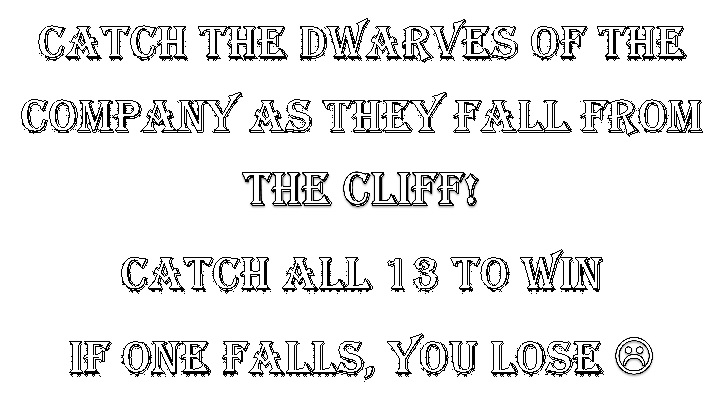 CATCH THE DWARVES OF THE
COMPANY AS THEY FALL FROM
THE CLIFF!
CATCH ALL 13 TO WIN
IF ONE FALLS, YOU LOSE ☹